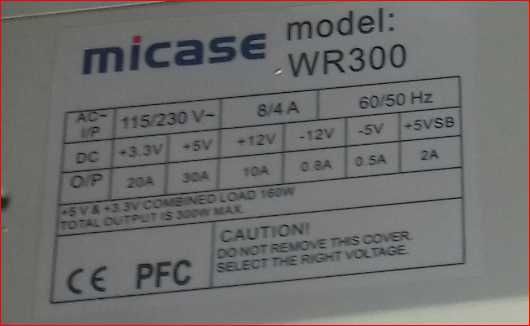 micase
model:
WR300
AC~ I/P 115/230 V~ 8/4 A 60/50 Hz
DC +3.3V +5V +12V -12V -5V +5VSB
O/P 20A 30A 10A 0.8A 0.5A 2A
+5 V & +3.3V COMBINED LOAD 160W
TOTAL OUTPUT IS 300W MAX.
CE PFC
CAUTION!
DO NOT REMOVE THIS COVER.
SELECT THE RIGHT VOLTAGE.